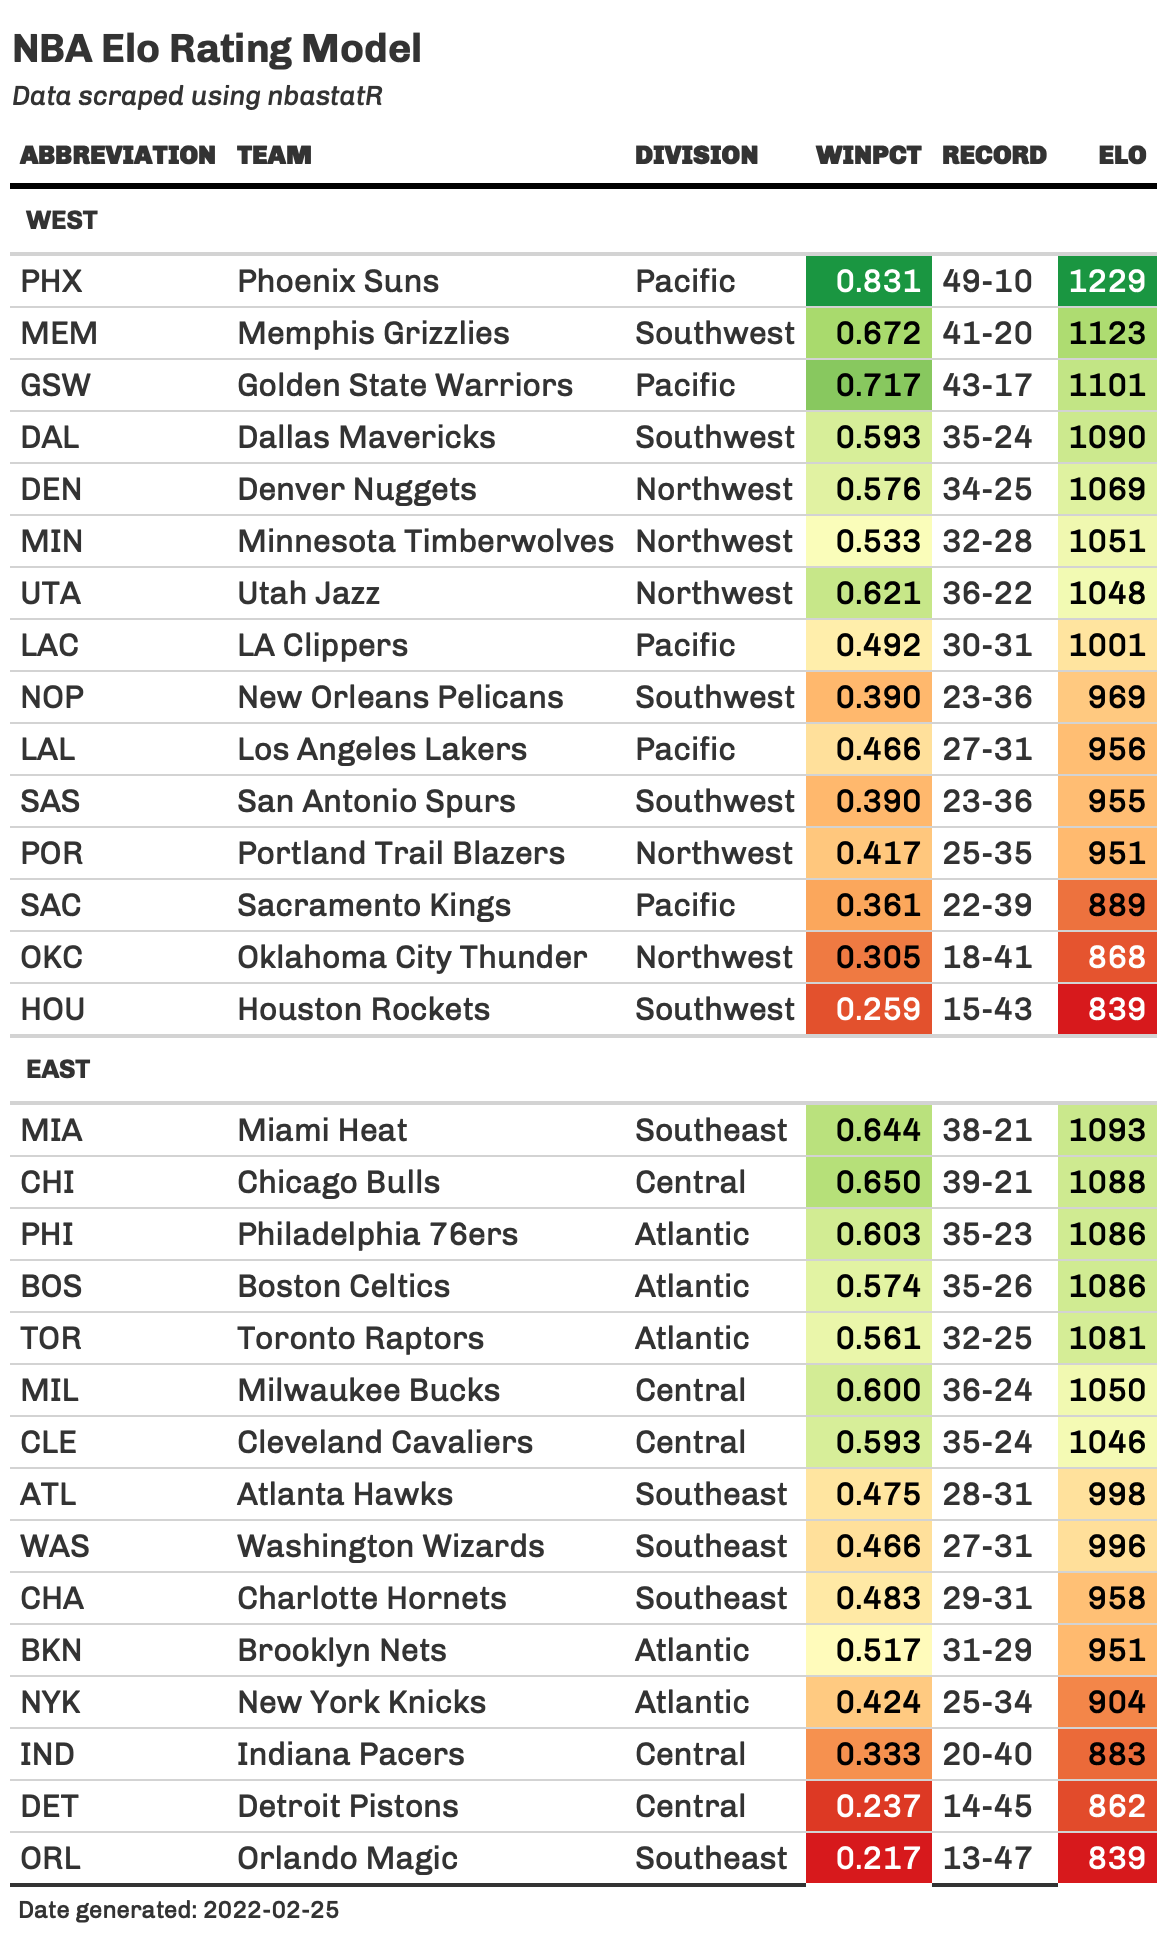 NBA Elo Rating Model
Data scraped using nbastatR
ABBREVIATION TEAM DIVISION WINPCT RECORD ELO
WEST
PHX Phoenix Suns Pacific 0.831 49-10 1229
MEM Memphis Grizzlies Southwest 0.672 41-20 1123
GSW Golden State Warriors Pacific 0.717 43-17 1101
DAL Dallas Mavericks Southwest 0.593 35-24 1090
DEN Denver Nuggets Northwest 0.576 34-25 1069
MIN Minnesota Timberwolves Northwest 0.533 32-28 1051
UTA Utah Jazz Northwest 0.621 36-22 1048
LAC LA Clippers Pacific 0.492 30-31 1001
NOP New Orleans Pelicans Southwest 0.390 23-36 969
LAL Los Angeles Lakers Pacific 0.466 27-31 956
SAS San Antonio Spurs Southwest 0.390 23-36 955
POR Portland Trail Blazers Northwest 0.417 25-35 951
SAC Sacramento Kings Pacific 0.361 22-39 889
OKC Oklahoma City Thunder Northwest 0.305 18-41 868
HOU Houston Rockets Southwest 0.259 15-43 839
EAST
MIA Miami Heat Southeast 0.644 38-21 1093
CHI Chicago Bulls Central 0.650 39-21 1088
PHI Philadelphia 76ers Atlantic 0.603 35-23 1086
BOS Boston Celtics Atlantic 0.574 35-26 1086
TOR Toronto Raptors Atlantic 0.561 32-25 1081
MIL Milwaukee Bucks Central 0.600 36-24 1050
CLE Cleveland Cavaliers Central 0.593 35-24 1046
ATL Atlanta Hawks Southeast 0.475 28-31 998
WAS Washington Wizards Southeast 0.466 27-31 996
CHA Charlotte Hornets Southeast 0.483 29-31 958
BKN Brooklyn Nets Atlantic 0.517 31-29 951
NYK New York Knicks Atlantic 0.424 25-34 904
IND Indiana Pacers Central 0.333 20-40 883
DET Detroit Pistons Central 0.237 14-45 862
ORL Orlando Magic Southeast 0.217 13-47 839
Date generated: 2022-02-25